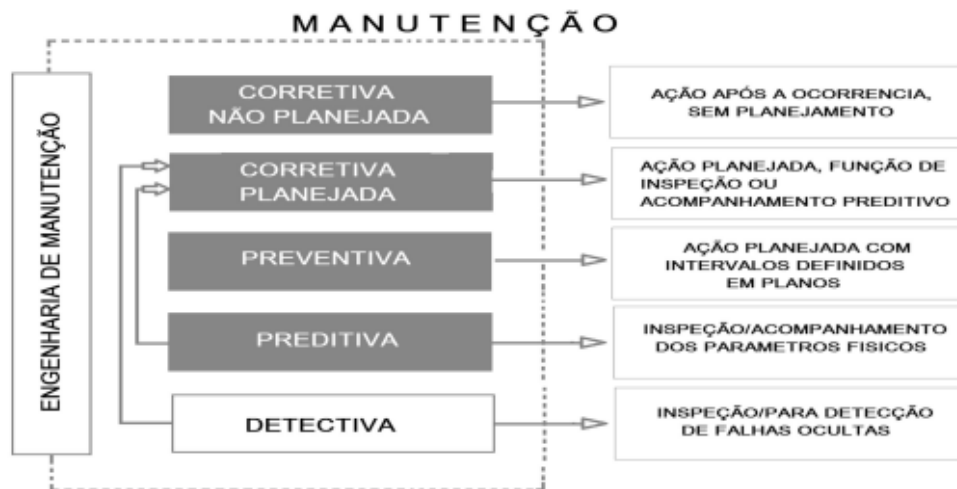 MANUTENÇÃO
ENGENHARIA DE MANUTENÇÃO
CORRETIVA
NÃO PLANEJADA
AÇÃO APÓS A OCORRENCIA,
SEM PLANEJAMENTO
CORRETIVA
PLANEJADA
AÇÃO PLANEJADA, FUNÇÃO DE
INSPEÇÃO OU
ACOMPANHAMENTO PREDITIVO
PREVENTIVA
AÇÃO PLANEJADA COM
INTERVALOS DEFINIDOS
EM PLANOS
PREDITIVA
INSPEÇÃO/ACOMPANHAMENTO
DOS PARAMETROS FISICOS
DETECTIVA
INSPEÇÃO/PARA DETECÇÃO
DE FALHAS OCULTAS